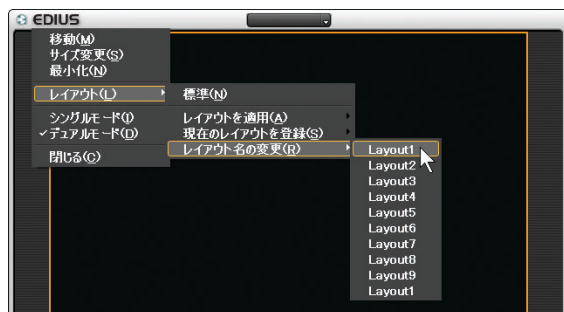 EDIUS
移動(M)
サイズ変更(S)
最小化(N)
レイアウト(L)
シングルモード(I)
デュアルモード(D)
閉じる(C)
標準(N)
レイアウトを適用(A)
現在のレイアウトを登録(S)
レイアウト名の変更(R)
Layout1
Layout2
Layout3
Layout4
Layout5
Layout6
Layout7
Layout8
Layout9
Layout1